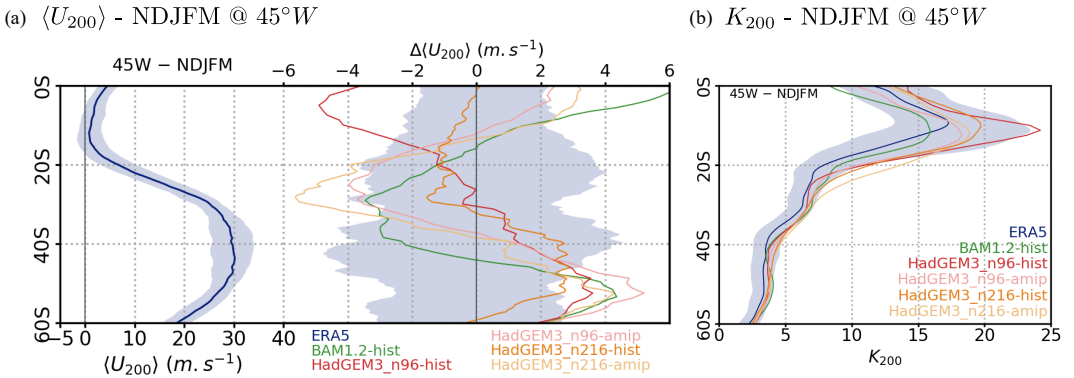 (a) ⟨U₂₀₀⟩ - NDJFM @ 45°W
Δ⟨U₂₀₀⟩ (m.s⁻¹)
45W − NDJFM
−6 −4 −2 0 2 4 6
0S
20S
40S
60S
−5 0 10 20 30 40
⟨U₂₀₀⟩ (m.s⁻¹)
ERA5
BAM1.2-hist
HadGEM3_n96-hist
HadGEM3_n96-amip
HadGEM3_n216-hist
HadGEM3_n216-amip
(b) K₂₀₀ - NDJFM @ 45°W
45W − NDJFM
0S
20S
40S
60S
ERA5
BAM1.2-hist
HadGEM3_n96-hist
HadGEM3_n96-amip
HadGEM3_n216-hist
HadGEM3_n216-amip
0 5 10 15 20 25
K₂₀₀